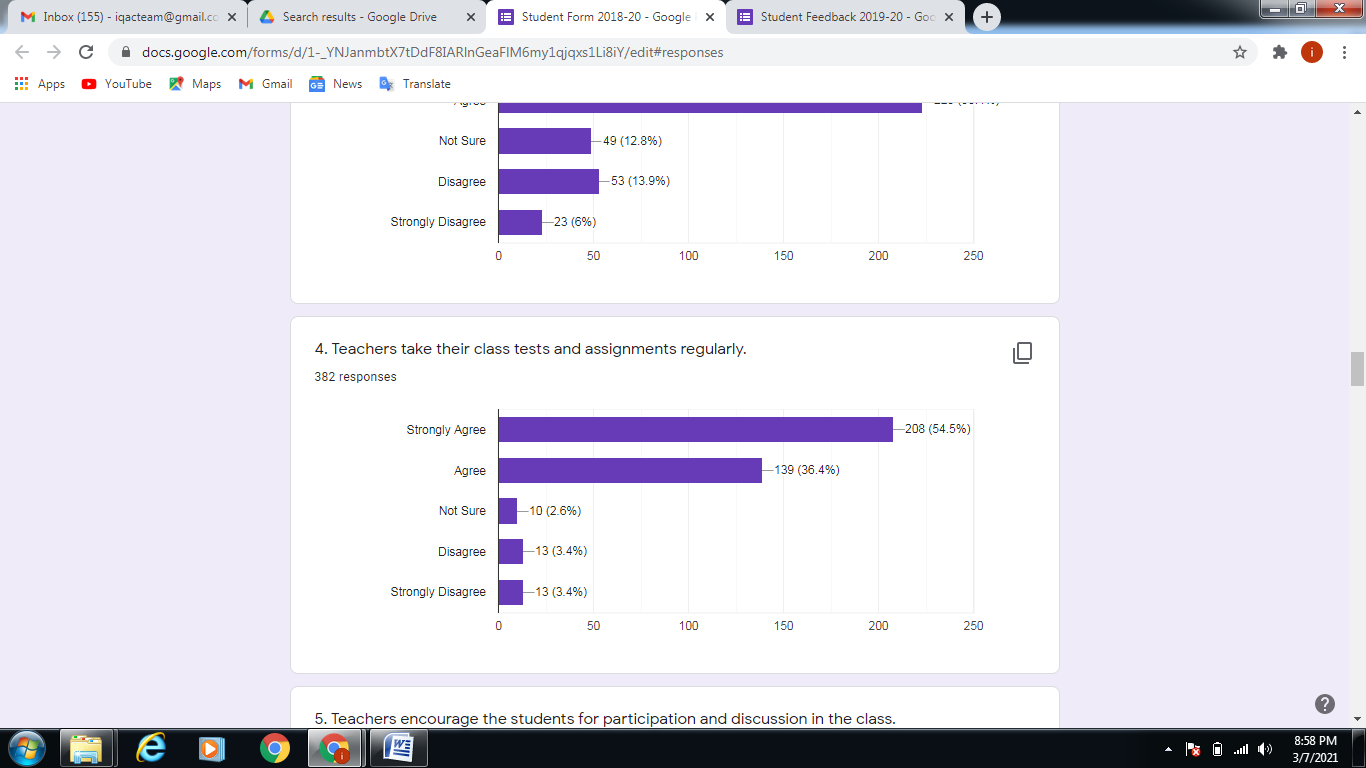 Inbox (155) - iqacteam@gmail.co
Search results - Google Drive
Student Form 2018-20 - Google
Student Feedback 2019-20 - Goo
docs.google.com/forms/d/1-_YNJanmbtX7tDdF8IARlnGeaFIM6my1qjqxs1Li8iY/edit#responses
i
Apps
YouTube
Maps
Gmail
News
Translate
Agree
Not Sure
49 (12.8%)
Disagree
53 (13.9%)
Strongly Disagree
23 (6%)
0 50 100 150 200 250
4. Teachers take their class tests and assignments regularly.
382 responses
Strongly Agree
208 (54.5%)
Agree
139 (36.4%)
Not Sure
10 (2.6%)
Disagree
13 (3.4%)
Strongly Disagree
13 (3.4%)
0 50 100 150 200 250
5. Teachers encourage the students for participation and discussion in the class.
8:58 PM
3/7/2021